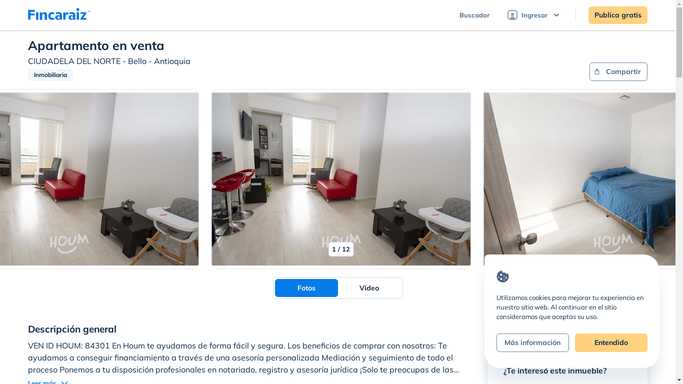 Fincaraiz
Buscador
Ingresar
Publica gratis
Apartamento en venta
CIUDADELA DEL NORTE - Bello - Antioquia
Inmobiliaria
Compartir
HOUM
HOUM
HOUM
1 / 12
Fotos
Video
Utilizamos cookies para mejorar tu experiencia en
nuestro sitio web. Al continuar en el sitio
consideramos que aceptas su uso.
Más información
Entendido
Descripción general
VEN ID HOUM: 84301 En Houm te ayudamos de forma fácil y segura. Los beneficios de comprar con nosotros: Te
ayudamos a conseguir financiamiento a través de una asesoría personalizada Mediación y seguimiento de todo el
proceso Ponemos a tu disposición profesionales en notariado, registro y asesoría jurídica ¡Solo te preocupas de las...
Leer más
¿Te interesó este inmueble?